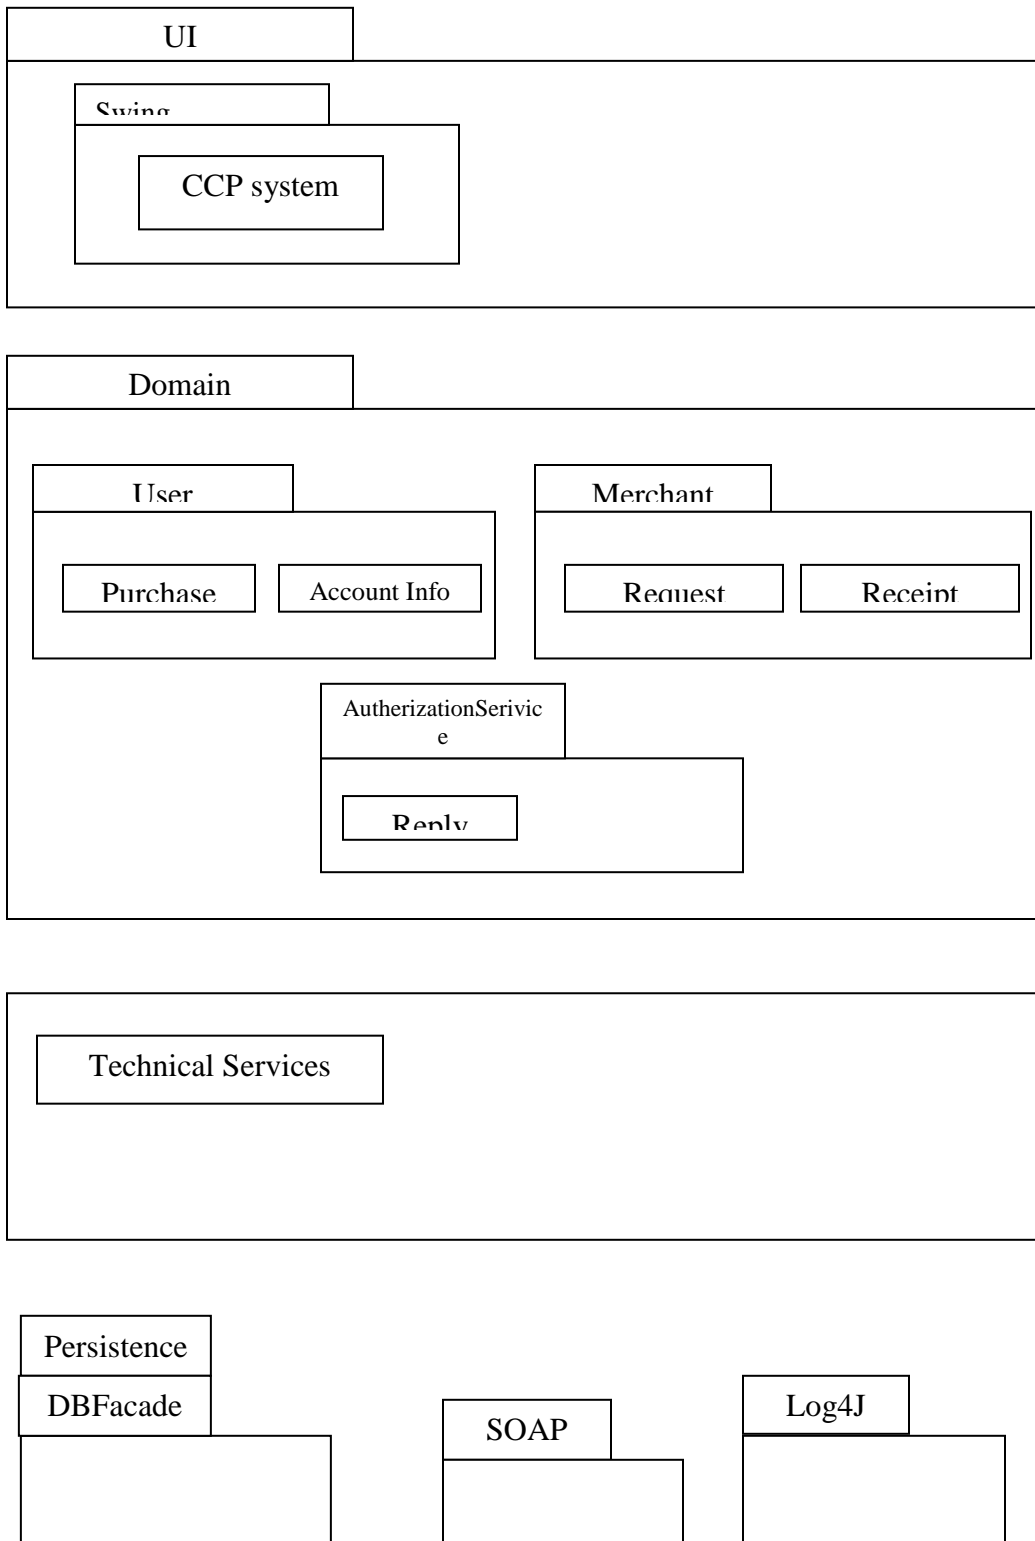 UI
Swing
CCP system
Domain
User
Merchant
Purchase
Account Info
Request
Receipt
AutherizationSerivic
e
Reply
Technical Services
Persistence
DBFacade
SOAP
Log4J